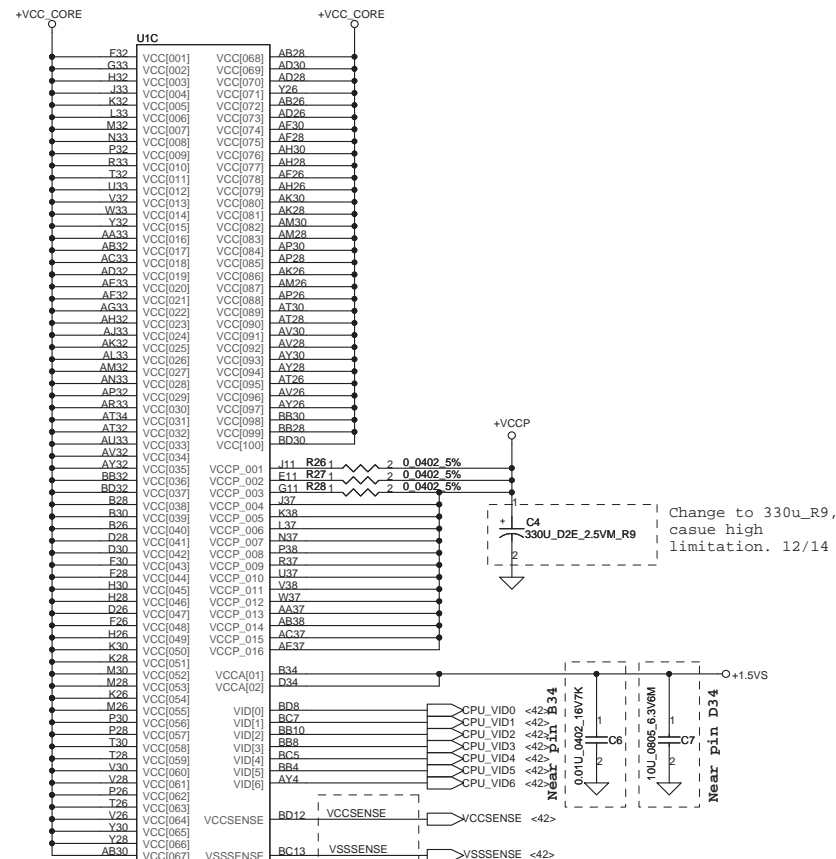 +VCC_CORE +VCC_CORE
U1C
F32 VCC[001] VCC[068] AB28
G33 VCC[002] VCC[069] AD30
H32 VCC[003] VCC[070] AD28
J33 VCC[004] VCC[071] Y26
K32 VCC[005] VCC[072] AB26
L33 VCC[006] VCC[073] AD26
M32 VCC[007] VCC[074] AF30
N33 VCC[008] VCC[075] AF28
P32 VCC[009] VCC[076] AH30
R33 VCC[010] VCC[077] AH28
T32 VCC[011] VCC[078] AF26
U33 VCC[012] VCC[079] AH26
V32 VCC[013] VCC[080] AK30
W33 VCC[014] VCC[081] AK28
Y32 VCC[015] VCC[082] AM30
AA33 VCC[016] VCC[083] AM28
AB32 VCC[017] VCC[084] AP30
AC33 VCC[018] VCC[085] AP28
AD32 VCC[019] VCC[086] AK26
AE33 VCC[020] VCC[087] AM26
AF32 VCC[021] VCC[088] AP26
AG33 VCC[022] VCC[089] AT30
AH32 VCC[023] VCC[090] AT28
AJ33 VCC[024] VCC[091] AV30
AK32 VCC[025] VCC[092] AV28
AL33 VCC[026] VCC[093] AY30
AM32 VCC[027] VCC[094] AY28
AN33 VCC[028] VCC[095] AT26
AP32 VCC[029] VCC[096] AV26
AR33 VCC[030] VCC[097] AY26
AT34 VCC[031] VCC[098] BB30
AT32 VCC[032] VCC[099] BB28
AU33 VCC[033] VCC[100] BD30
AV32 VCC[034]
AY32 VCC[035] VCCP_001 J11 R26 1 2 0_0402_5%
BB32 VCC[036] VCCP_002 E11 R27 1 2 0_0402_5%
BD32 VCC[037] VCCP_003 G11 R28 1 2 0_0402_5%
B28 VCC[038] VCCP_004 J37
B30 VCC[039] VCCP_005 K38
B26 VCC[040] VCCP_006 L37
D28 VCC[041] VCCP_007 N37
D30 VCC[042] VCCP_008 P38
F30 VCC[043] VCCP_009 R37
F28 VCC[044] VCCP_010 U37
H30 VCC[045] VCCP_011 V38
H28 VCC[046] VCCP_012 W37
D26 VCC[047] VCCP_013 AA37
F26 VCC[048] VCCP_014 AB38
H26 VCC[049] VCCP_015 AC37
K30 VCC[050] VCCP_016 AE37
K28 VCC[051]
M30 VCC[052] VCCA[01] B34
M28 VCC[053] VCCA[02] D34
K26 VCC[054]
M26 VCC[055] VID[0] BD8 CPU_VID0 <42>
P30 VCC[056] VID[1] BC7 CPU_VID1 <42>
P28 VCC[057] VID[2] BB10 CPU_VID2 <42>
T30 VCC[058] VID[3] BB8 CPU_VID3 <42>
T28 VCC[059] VID[4] BC5 CPU_VID4 <42>
V30 VCC[060] VID[5] BB4 CPU_VID5 <42>
V28 VCC[061] VID[6] AY4 CPU_VID6 <42>
P26 VCC[062]
T26 VCC[063]
V26 VCC[064] VCCSENSE BD12 VCCSENSE VCCSENSE <42>
Y30 VCC[065]
Y28 VCC[066]
AB30 VCC[067] VSSSENSE BC13 VSSSENSE VSSSENSE <42>
+VCCP
1
+ C4
330U_D2E_2.5VM_R9
2
Change to 330u_R9,
casue high
limitation. 12/14
+1.5VS
Near pin B34
0.01U_0402_16V7K
1
C6
2
10U_0805_6.3V6M
1
C7
2
Near pin D34